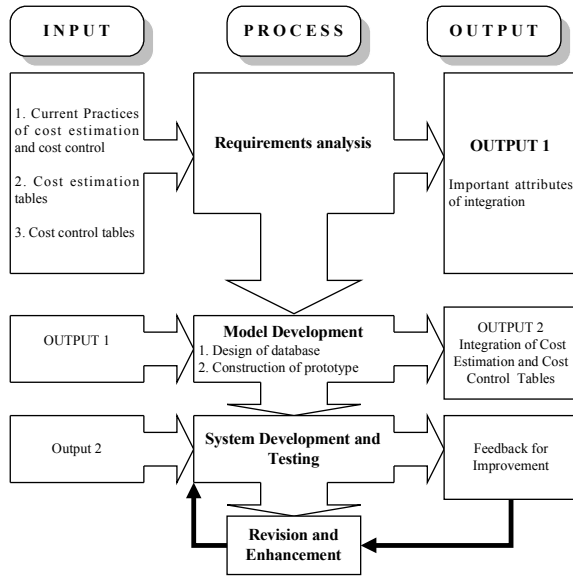 INPUT
PROCESS
OUTPUT
1. Current Practices
of cost estimation
and cost control
2. Cost estimation
tables
3. Cost control tables
Requirements analysis
OUTPUT 1
Important attributes
of integration
OUTPUT 1
Model Development
1. Design of database
2. Construction of prototype
OUTPUT 2
Integration of Cost
Estimation and Cost
Control Tables
Output 2
System Development and
Testing
Feedback for
Improvement
Revision and
Enhancement